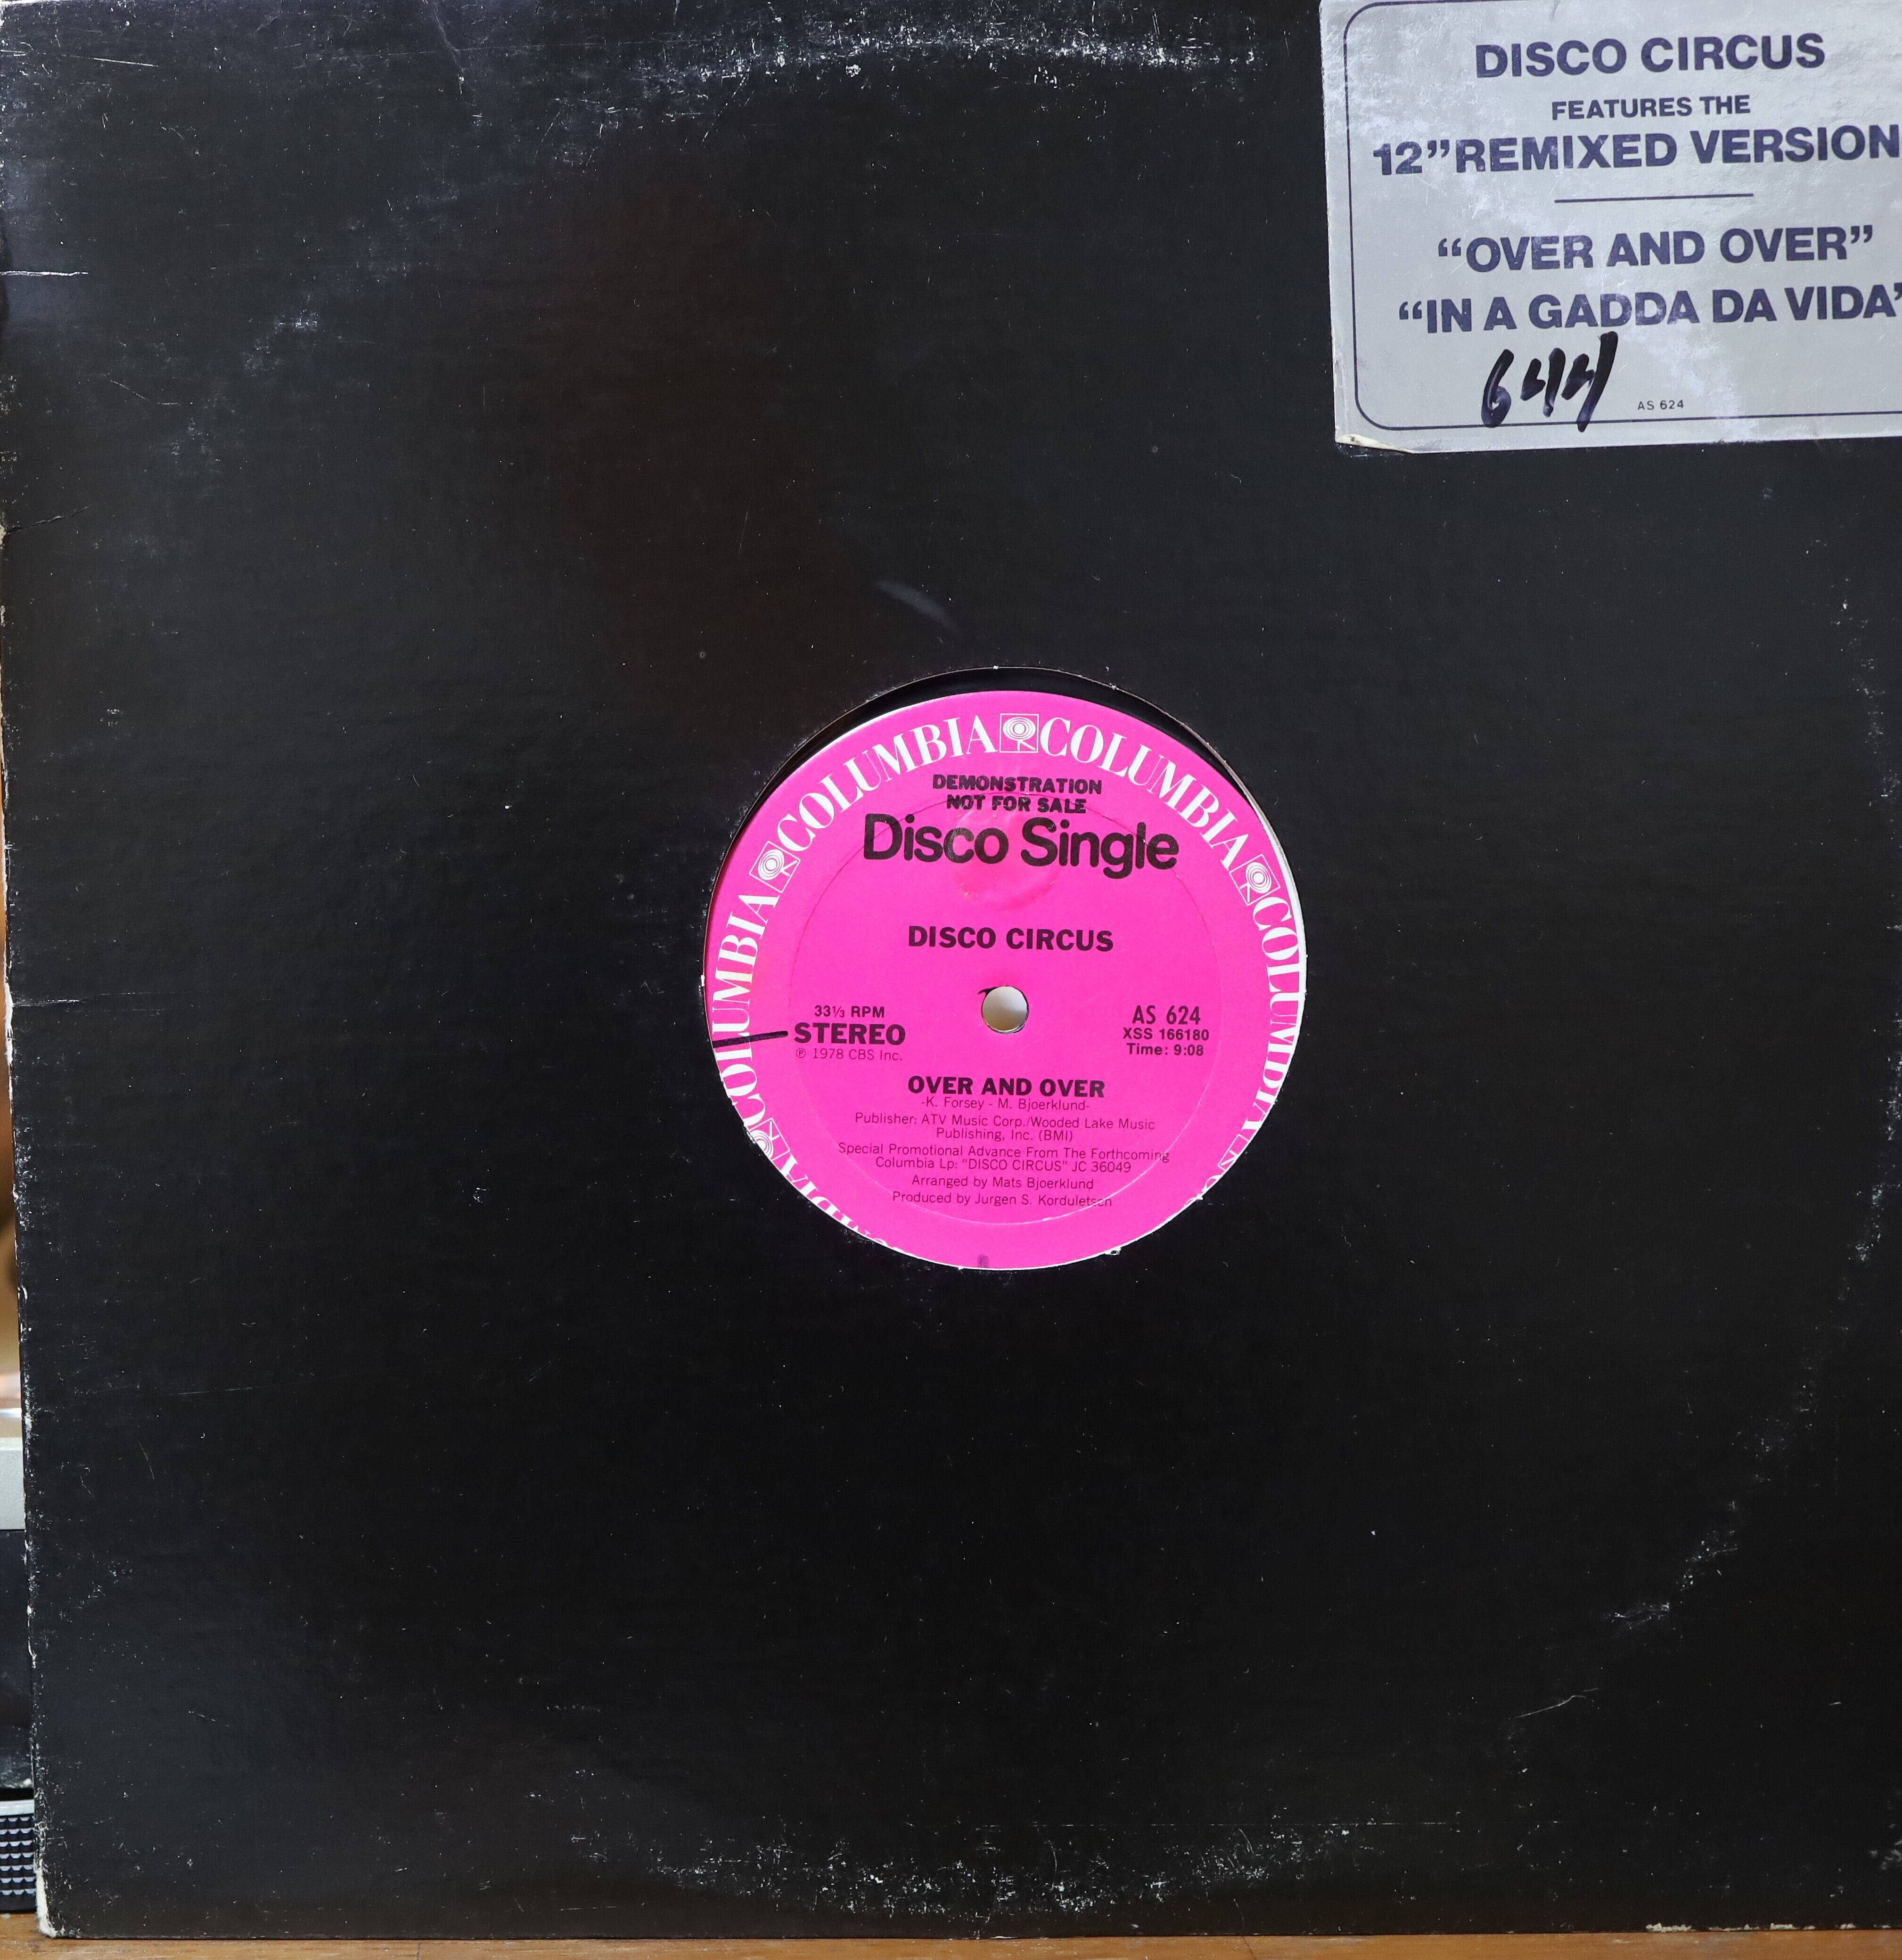 DISCO CIRCUS
FEATURES THE
12”REMIXED VERSION
“OVER AND OVER”
“IN A GADDA DA VIDA”
644
AS 624
COLUMBIA COLUMBIA COLUMBIA COLUMBIA
DEMONSTRATION
NOT FOR SALE
Disco Single
DISCO CIRCUS
33⅓ RPM
STEREO
℗ 1978 CBS Inc.
AS 624
XSS 166180
Time: 9:08
OVER AND OVER
-K. Forsey - M. Bjoerklund-
Publisher: ATV Music Corp./Wooded Lake Music
Publishing, Inc. (BMI)
Special Promotional Advance From The Forthcoming
Columbia Lp: "DISCO CIRCUS" JC 36049
Arranged by Mats Bjoerklund
Produced by Jurgen S. Korduletsch